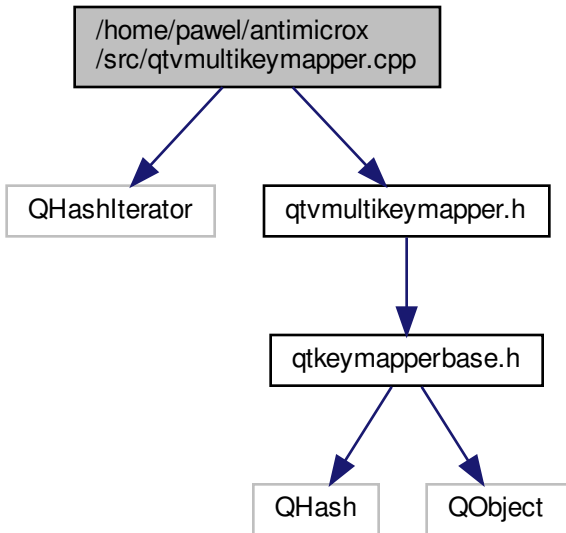 /home/pawel/antimicrox
/src/qtvmultikeymapper.cpp
QHashIterator
qtvmultikeymapper.h
qtkeymapperbase.h
QHash
QObject